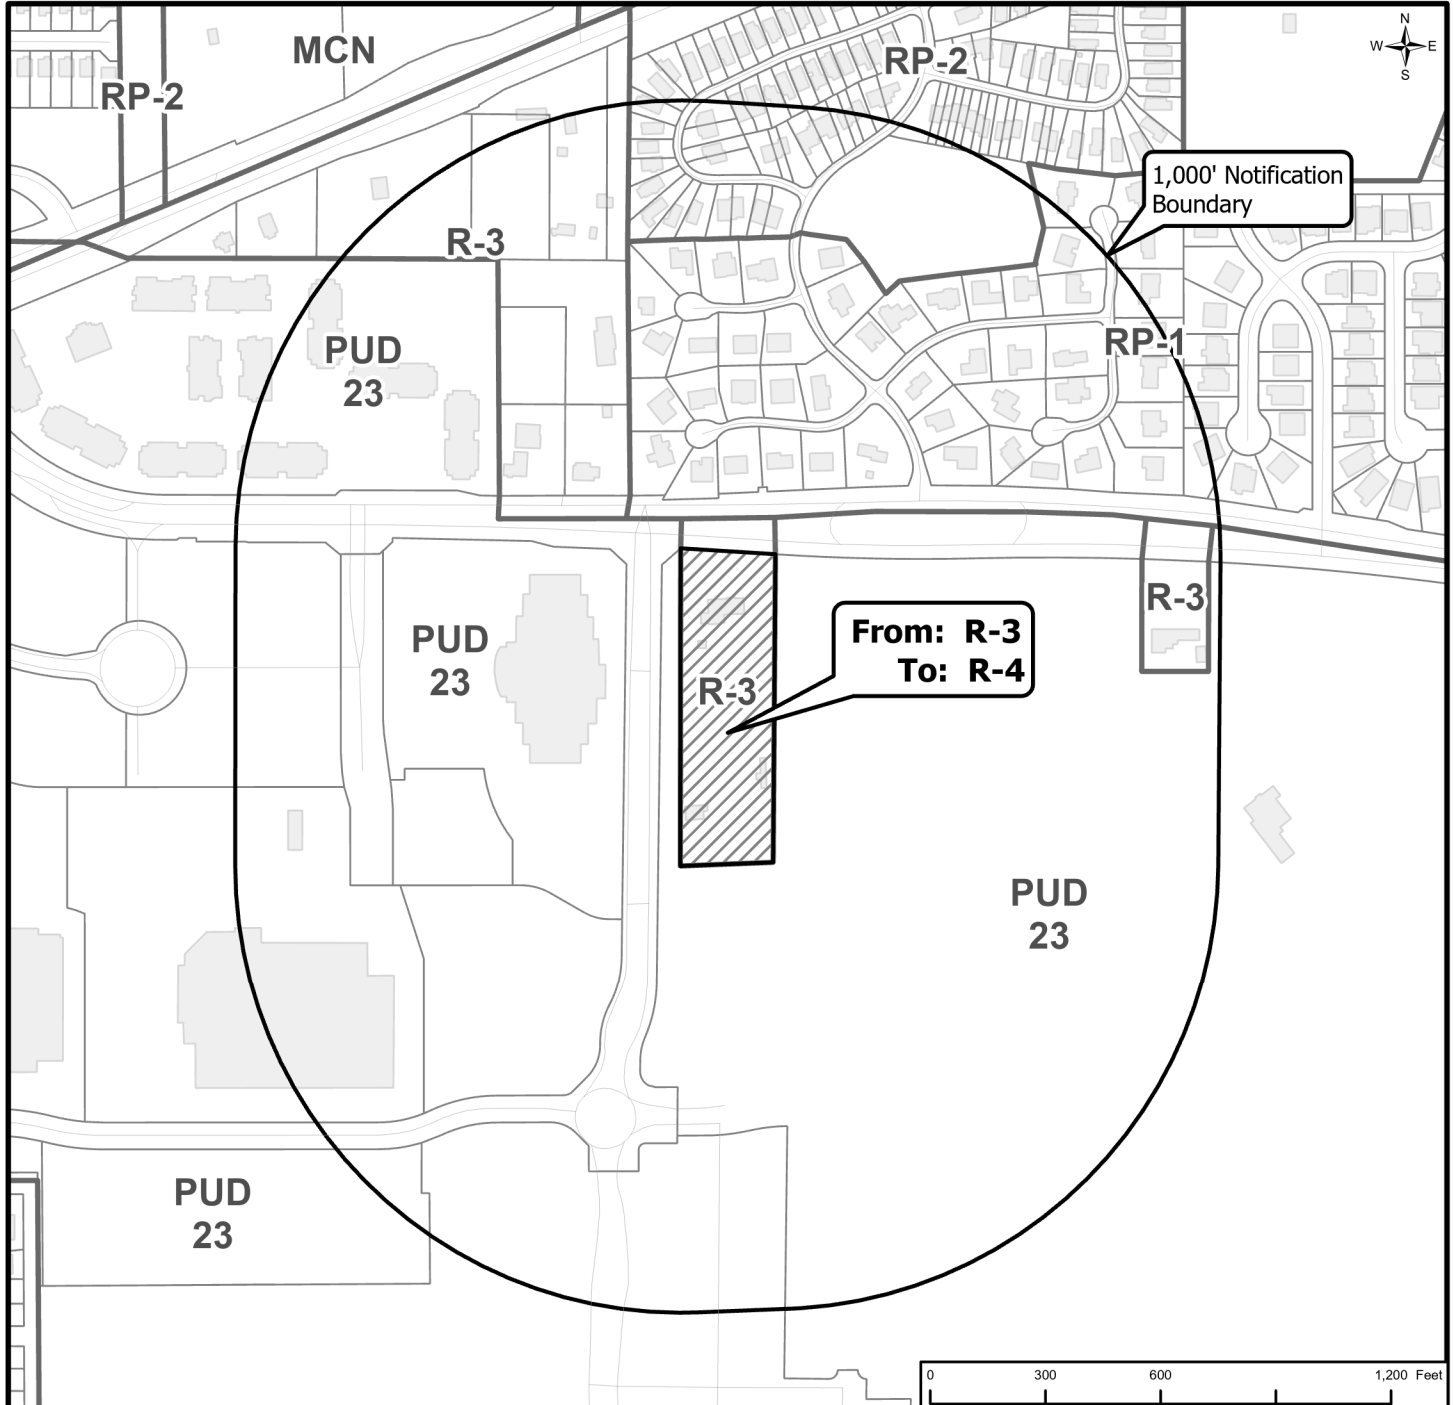 N
W E
S
MCN
RP-2
RP-2
1,000' Notification
Boundary
R-3
RP-1
PUD
23
R-3
PUD
23
From: R-3
To: R-4
R-3
PUD
23
PUD
23
0 300 600 1,200 Feet